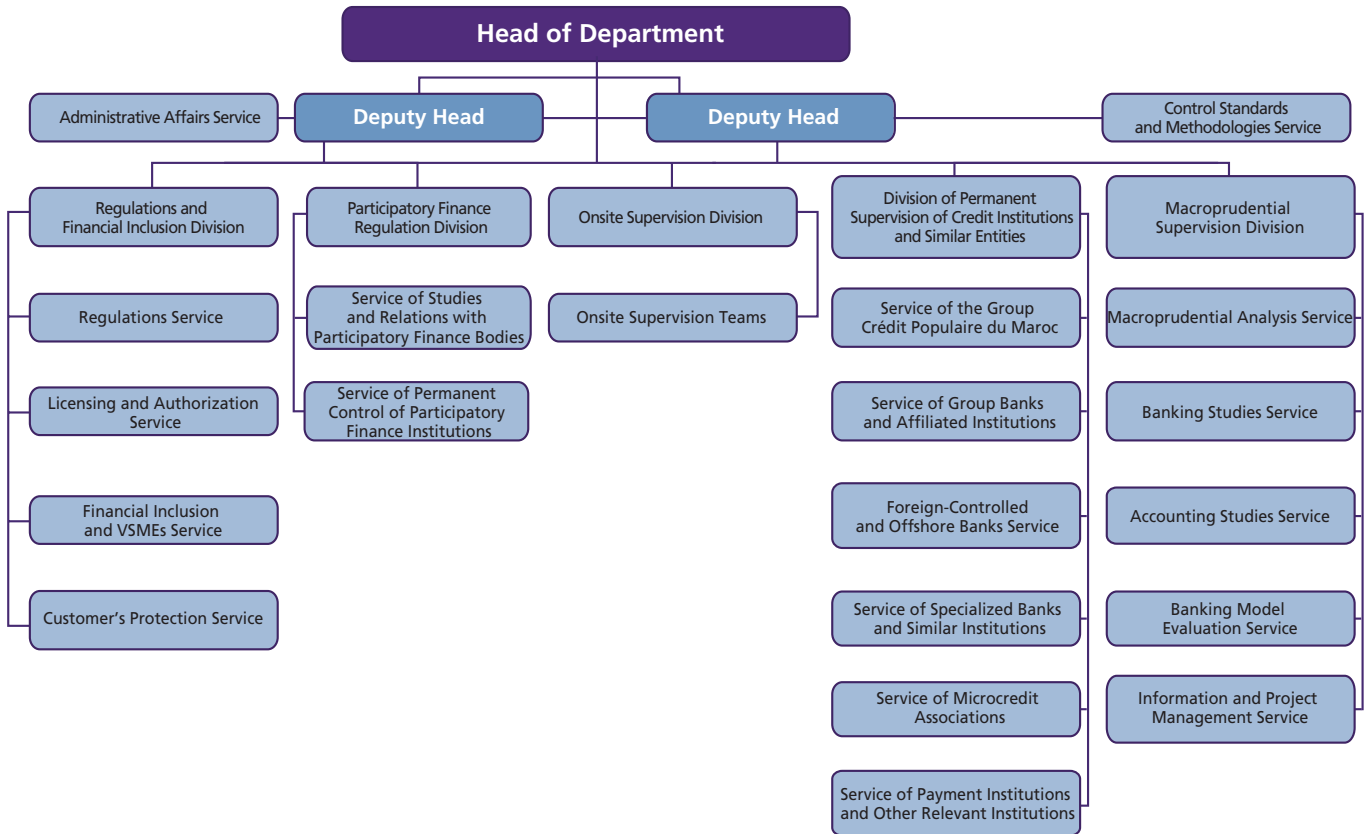 Head of Department
Administrative Affairs Service
Deputy Head
Deputy Head
Control Standards
and Methodologies Service
Regulations and
Financial Inclusion Division
Regulations Service
Licensing and Authorization
Service
Financial Inclusion
and VSMEs Service
Customer’s Protection Service
Participatory Finance
Regulation Division
Service of Studies
and Relations with
Participatory Finance Bodies
Service of Permanent
Control of Participatory
Finance Institutions
Onsite Supervision Division
Onsite Supervision Teams
Division of Permanent
Supervision of Credit Institutions
and Similar Entities
Service of the Group
Crédit Populaire du Maroc
Service of Group Banks
and Affiliated Institutions
Foreign-Controlled
and Offshore Banks Service
Service of Specialized Banks
and Similar Institutions
Service of Microcredit
Associations
Service of Payment Institutions
and Other Relevant Institutions
Macroprudential
Supervision Division
Macroprudential Analysis Service
Banking Studies Service
Accounting Studies Service
Banking Model
Evaluation Service
Information and Project
Management Service